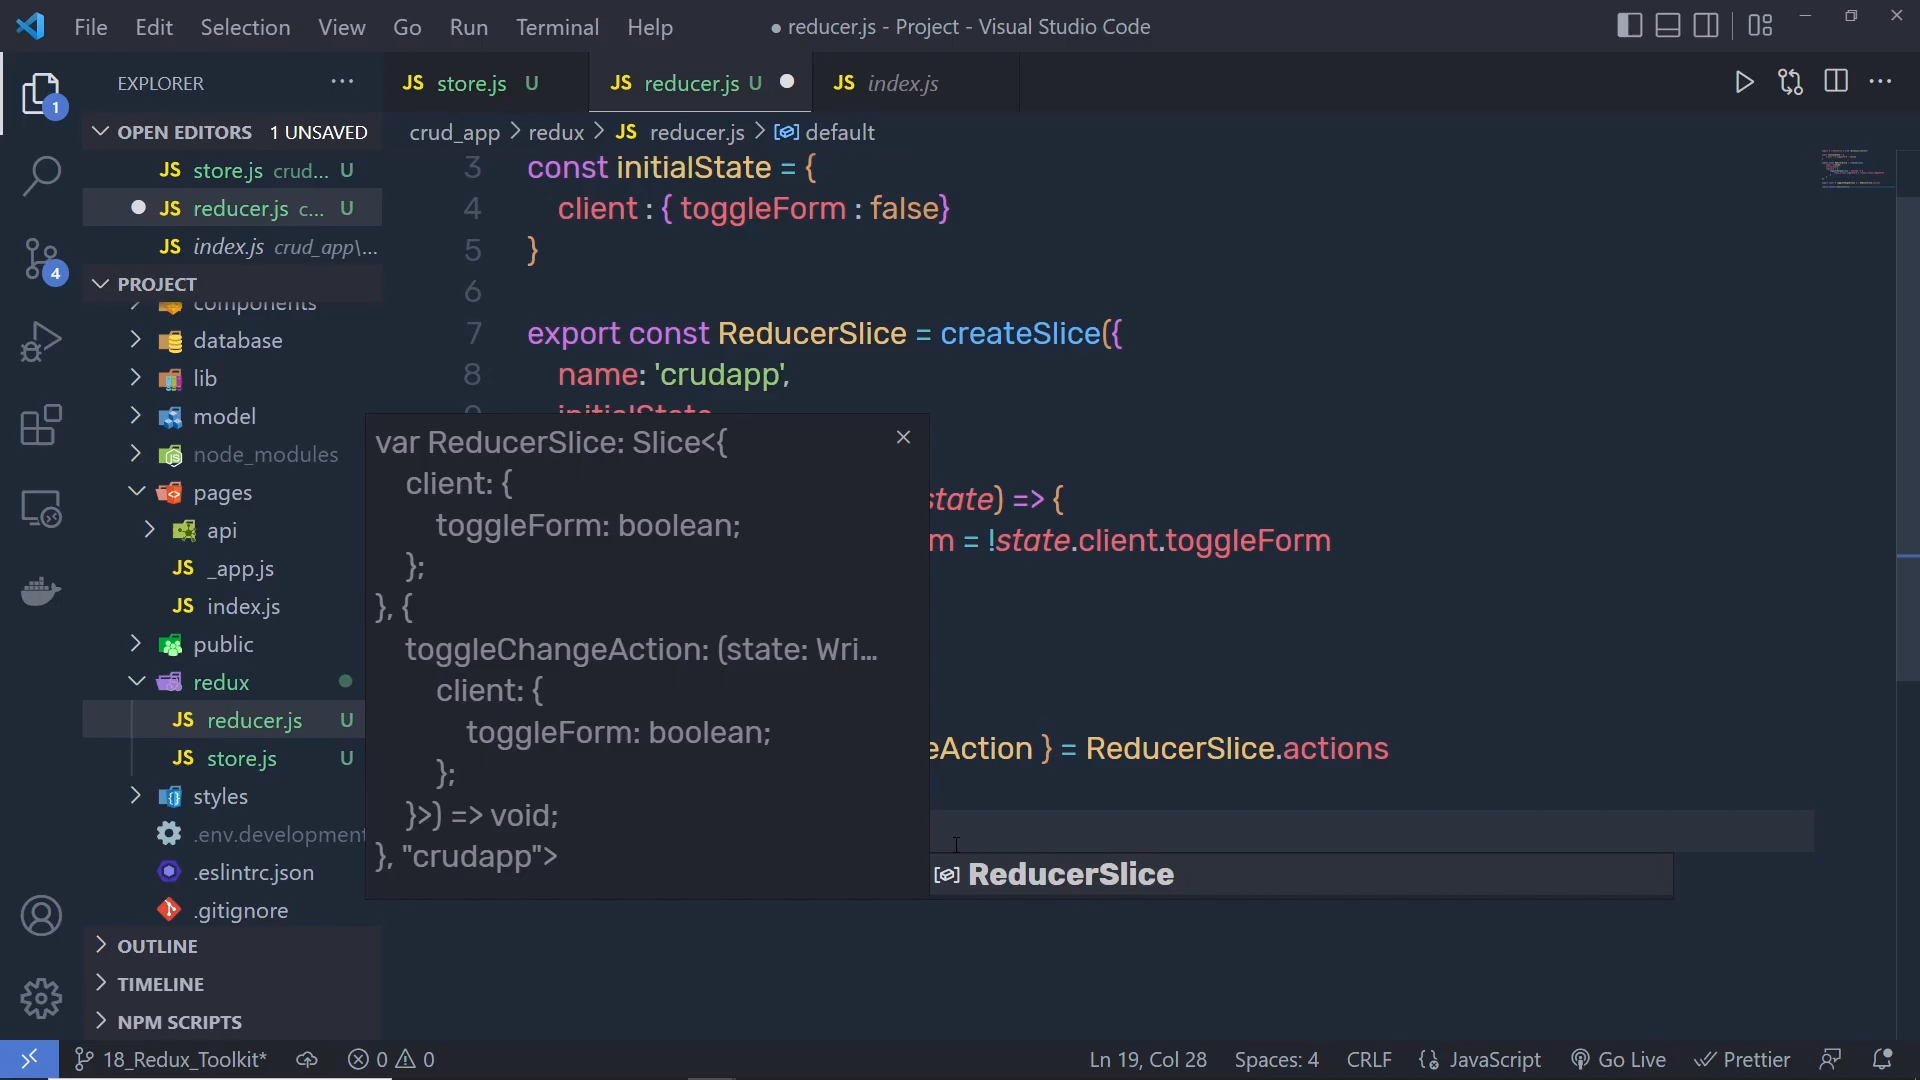 File Edit Selection View Go Run Terminal Help
● reducer.js - Project - Visual Studio Code
EXPLORER ···
JS store.js U
JS reducer.js U
JS index.js
OPEN EDITORS 1 UNSAVED
JS store.js crud... U
JS reducer.js c... U
JS index.js crud_app\...
PROJECT
components
database
lib
model
node_modules
pages
api
JS _app.js
JS index.js
public
redux
JS reducer.js U
JS store.js U
styles
.env.development
.eslintrc.json
.gitignore
OUTLINE
TIMELINE
NPM SCRIPTS
1
4
crud_app > redux > JS reducer.js > default
3 const initialState = {
4 client : { toggleForm : false}
5 }
6
7 export const ReducerSlice = createSlice({
8 name: 'crudapp',
9 initialState
state) => {
m = !state.client.toggleForm
eAction } = ReducerSlice.actions
var ReducerSlice: Slice<{
client: {
toggleForm: boolean;
};
}, {
toggleChangeAction: (state: Wri...
client: {
toggleForm: boolean;
};
}>) => void;
}, "crudapp">
ReducerSlice
18_Redux_Toolkit* 0 0
Ln 19, Col 28 Spaces: 4 CRLF JavaScript Go Live Prettier